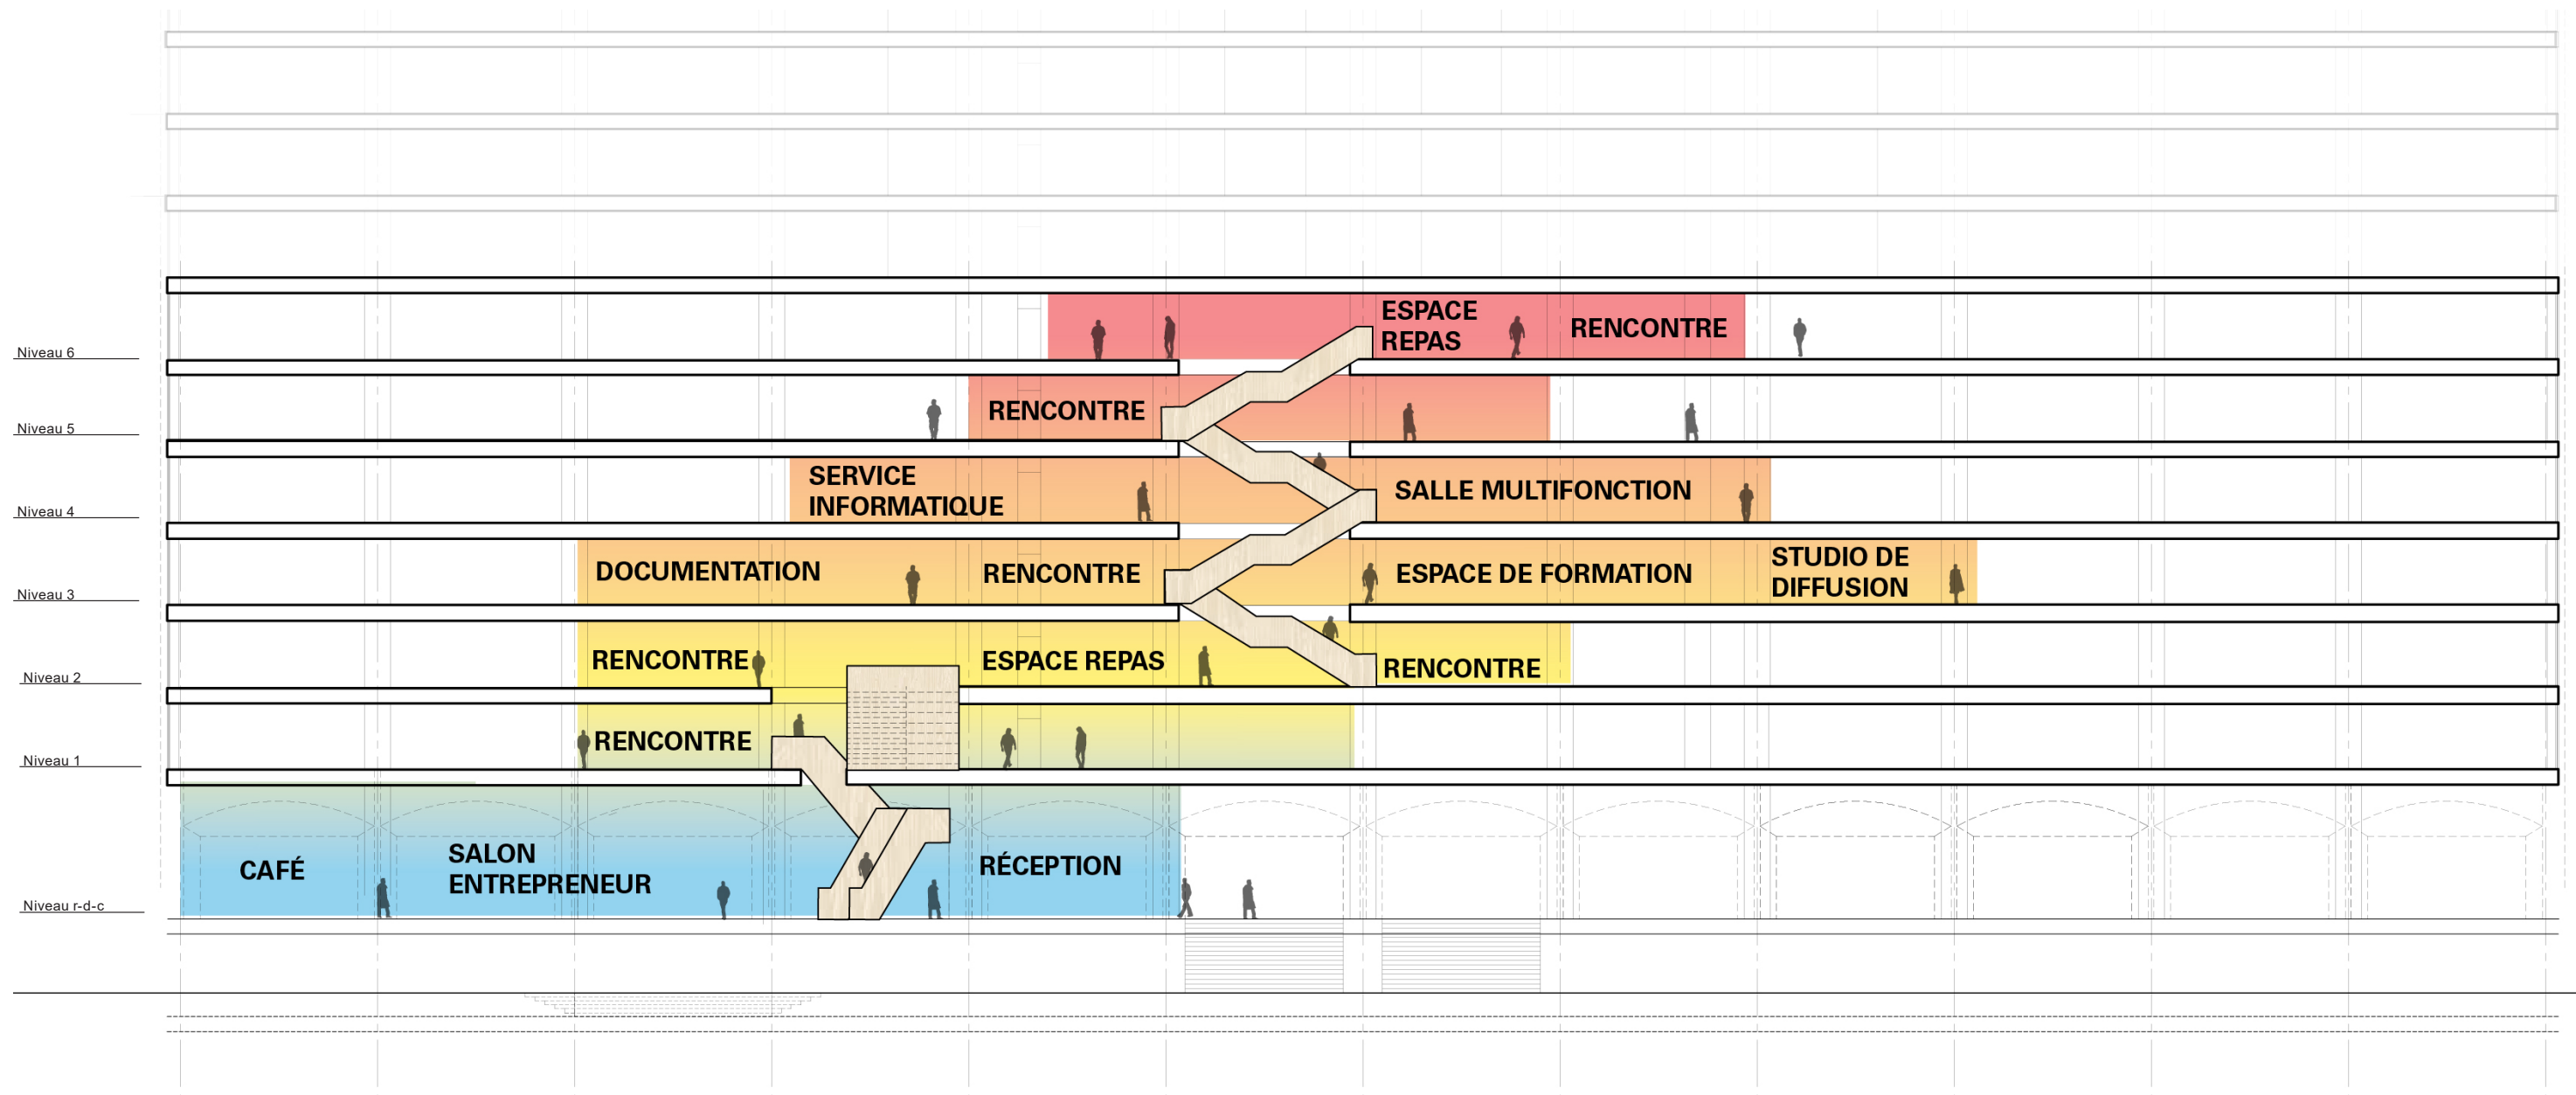 ESPACE
REPAS
RENCONTRE
Niveau 6
RENCONTRE
Niveau 5
SERVICE
INFORMATIQUE
SALLE MULTIFONCTION
Niveau 4
DOCUMENTATION
RENCONTRE
ESPACE DE FORMATION
STUDIO DE
DIFFUSION
Niveau 3
RENCONTRE
ESPACE REPAS
RENCONTRE
Niveau 2
RENCONTRE
Niveau 1
CAFÉ
SALON
ENTREPRENEUR
RÉCEPTION
Niveau r-d-c